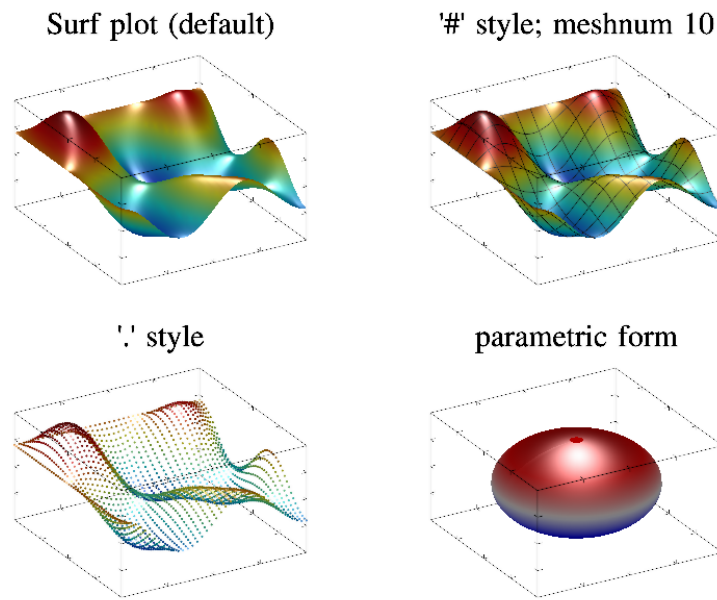 Surf plot (default)
'#' style; meshnum 10
'.' style
parametric form